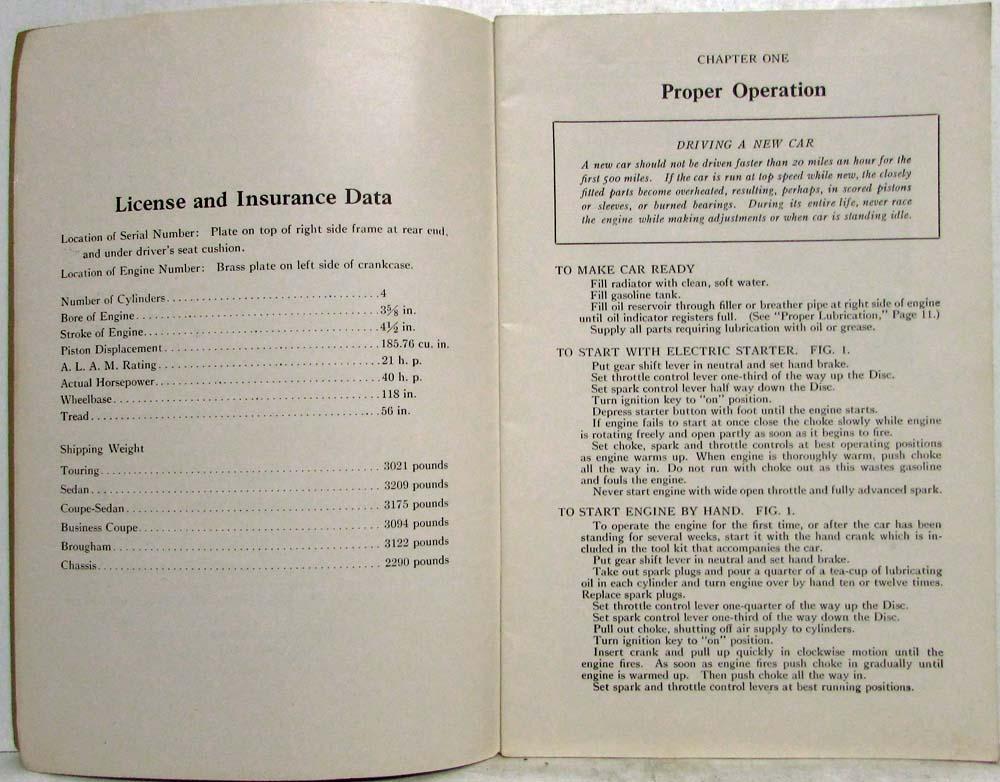 License and Insurance Data
Location of Serial Number: Plate on top of right side frame at rear end,
and under driver's seat cushion.
Location of Engine Number: Brass plate on left side of crankcase.
Number of Cylinders..............................4
Bore of Engine..............................3⅝ in.
Stroke of Engine..............................4½ in.
Piston Displacement..............................185.76 cu. in.
A. L. A. M. Rating..............................21 h. p.
Actual Horsepower..............................40 h. p.
Wheelbase..............................118 in.
Tread..............................56 in.
Shipping Weight
Touring..............................3021 pounds
Sedan..............................3209 pounds
Coupe-Sedan..............................3175 pounds
Business Coupe..............................3094 pounds
Brougham..............................3122 pounds
Chassis..............................2290 pounds
CHAPTER ONE
Proper Operation
DRIVING A NEW CAR
A new car should not be driven faster than 20 miles an hour for the
first 500 miles. If the car is run at top speed while new, the closely
fitted parts become overheated, resulting, perhaps, in scored pistons
or sleeves, or burned bearings. During its entire life, never race
the engine while making adjustments or when car is standing idle.
TO MAKE CAR READY
Fill radiator with clean, soft water.
Fill gasoline tank.
Fill oil reservoir through filler or breather pipe at right side of engine
until oil indicator registers full. (See "Proper Lubrication," Page 11.)
Supply all parts requiring lubrication with oil or grease.
TO START WITH ELECTRIC STARTER. FIG. 1.
Put gear shift lever in neutral and set hand brake.
Set throttle control lever one-third of the way up the Disc.
Set spark control lever half way down the Disc.
Turn ignition key to "on" position.
Depress starter button with foot until the engine starts.
If engine fails to start at once close the choke slowly while engine
is rotating freely and open partly as soon as it begins to fire.
Set choke, spark and throttle controls at best operating positions
as engine warms up. When engine is thoroughly warm, push choke
all the way in. Do not run with choke out as this wastes gasoline
and fouls the engine.
Never start engine with wide open throttle and fully advanced spark.
TO START ENGINE BY HAND. FIG. 1.
To operate the engine for the first time, or after the car has been
standing for several weeks, start it with the hand crank which is in-
cluded in the tool kit that accompanies the car.
Put gear shift lever in neutral and set hand brake.
Take out spark plugs and pour a quarter of a tea-cup of lubricating
oil in each cylinder and turn engine over by hand ten or twelve times.
Replace spark plugs.
Set throttle control lever one-quarter of the way up the Disc.
Set spark control lever one-third of the way down the Disc.
Pull out choke, shutting off air supply to cylinders.
Turn ignition key to "on" position.
Insert crank and pull up quickly in clockwise motion until the
engine fires. As soon as engine fires push choke in gradually until
engine is warmed up. Then push choke all the way in.
Set spark and throttle control levers at best running positions.